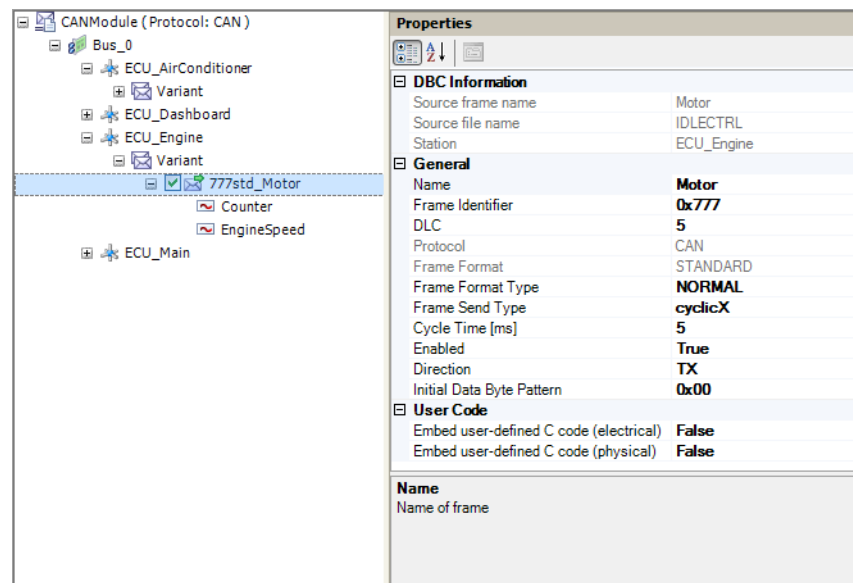 CANModule ( Protocol: CAN )
Bus_0
ECU_AirConditioner
Variant
ECU_Dashboard
ECU_Engine
Variant
777std_Motor
Counter
EngineSpeed
ECU_Main
Properties
DBC Information
Source frame name Motor
Source file name IDLECTRL
Station ECU_Engine
General
Name Motor
Frame Identifier 0x777
DLC 5
Protocol CAN
Frame Format STANDARD
Frame Format Type NORMAL
Frame Send Type cyclicX
Cycle Time [ms] 5
Enabled True
Direction TX
Initial Data Byte Pattern 0x00
User Code
Embed user-defined C code (electrical) False
Embed user-defined C code (physical) False
Name
Name of frame